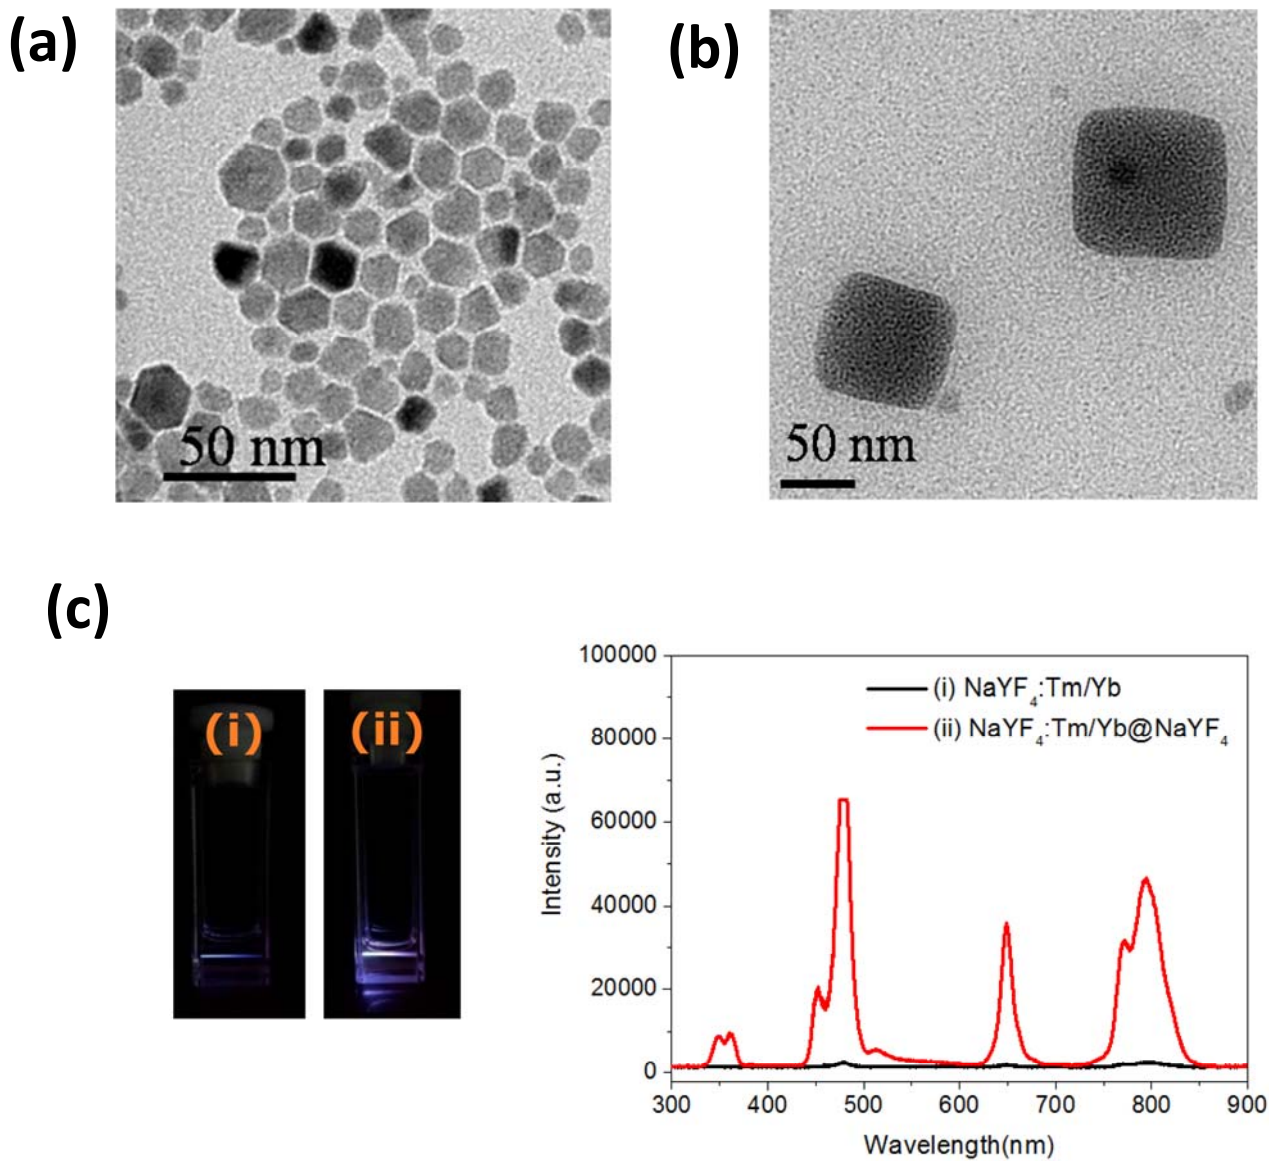 (a)
(b)
50 nm
50 nm
(c)
(i)
(ii)
100000
80000
60000
40000
20000
0
Intensity (a.u.)
(i) NaYF4:Tm/Yb
(ii) NaYF4:Tm/Yb@NaYF4
300 400 500 600 700 800 900
Wavelength(nm)